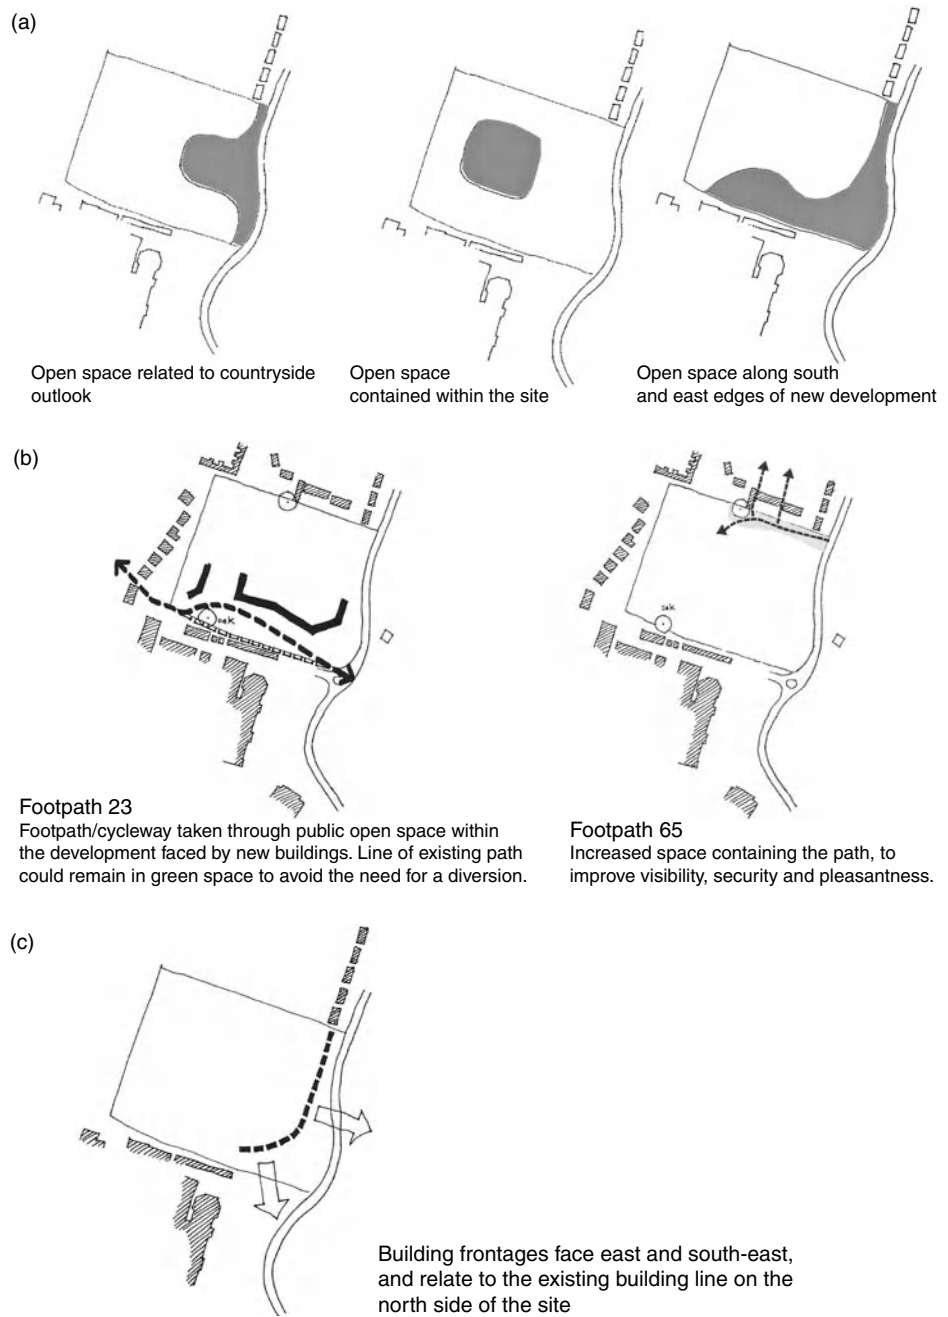 (a)
Open space related to countryside
outlook
Open space
contained within the site
Open space along south
and east edges of new development
(b)
oak
oak
Footpath 23
Footpath/cycleway taken through public open space within
the development faced by new buildings. Line of existing path
could remain in green space to avoid the need for a diversion.
Footpath 65
Increased space containing the path, to
improve visibility, security and pleasantness.
(c)
Building frontages face east and south-east,
and relate to the existing building line on the
north side of the site